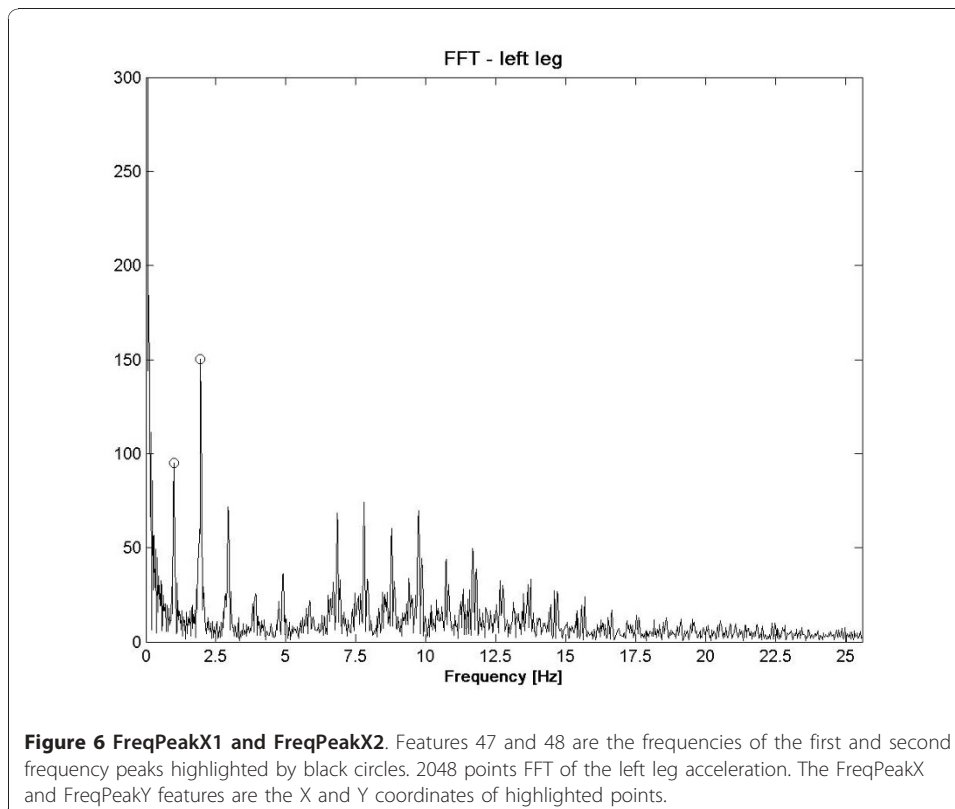 FFT - left leg
300
250
200
150
100
50
0
0 2.5 5 7.5 10 12.5 15 17.5 20 22.5 25
Frequency [Hz]
Figure 6 FreqPeakX1 and FreqPeakX2. Features 47 and 48 are the frequencies of the first and second
frequency peaks highlighted by black circles. 2048 points FFT of the left leg acceleration. The FreqPeakX
and FreqPeakY features are the X and Y coordinates of highlighted points.